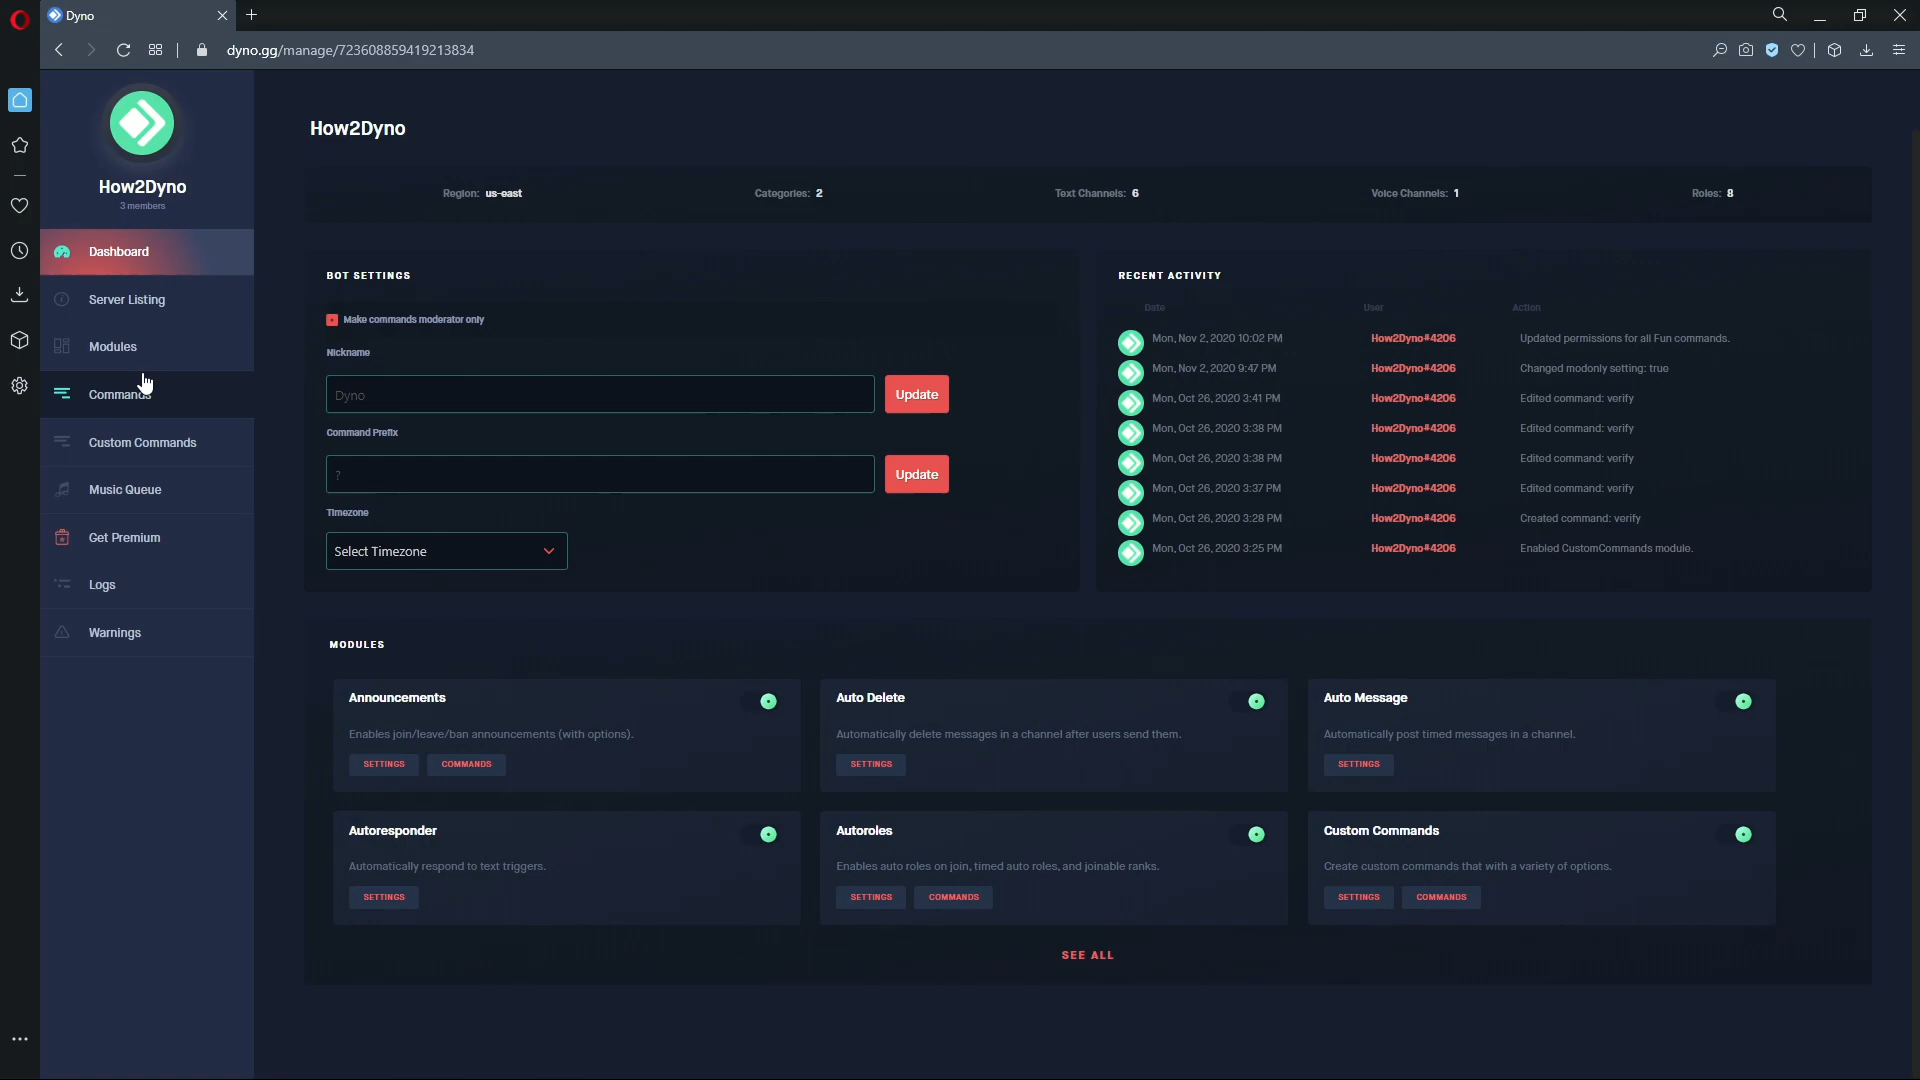 Dyno
dyno.gg/manage/723608859419213834
How2Dyno
3 members
Dashboard
Server Listing
Modules
Commands
Custom Commands
Music Queue
Get Premium
Logs
Warnings
How2Dyno
Region: us-east
Categories: 2
Text Channels: 6
Voice Channels: 1
Roles: 8
BOT SETTINGS
Make commands moderator only
Nickname
Dyno
Update
Command Prefix
?
Update
Timezone
Select Timezone
RECENT ACTIVITY
Date User Action
Mon, Nov 2, 2020 10:02 PM How2Dyno#4206 Updated permissions for all Fun commands.
Mon, Nov 2, 2020 9:47 PM How2Dyno#4206 Changed modonly setting: true
Mon, Oct 26, 2020 3:41 PM How2Dyno#4206 Edited command: verify
Mon, Oct 26, 2020 3:38 PM How2Dyno#4206 Edited command: verify
Mon, Oct 26, 2020 3:38 PM How2Dyno#4206 Edited command: verify
Mon, Oct 26, 2020 3:37 PM How2Dyno#4206 Edited command: verify
Mon, Oct 26, 2020 3:28 PM How2Dyno#4206 Created command: verify
Mon, Oct 26, 2020 3:25 PM How2Dyno#4206 Enabled CustomCommands module.
MODULES
Announcements
Enables join/leave/ban announcements (with options).
SETTINGS COMMANDS
Auto Delete
Automatically delete messages in a channel after users send them.
SETTINGS
Auto Message
Automatically post timed messages in a channel.
SETTINGS
Autoresponder
Automatically respond to text triggers.
SETTINGS
Autoroles
Enables auto roles on join, timed auto roles, and joinable ranks.
SETTINGS COMMANDS
Custom Commands
Create custom commands that with a variety of options.
SETTINGS COMMANDS
SEE ALL